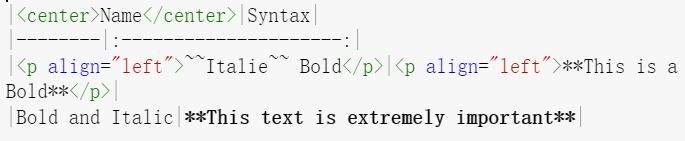 |<center>Name</center>|Syntax|
|--------|:---------------------:|
|<p align="left">~~Italie~~ Bold</p>|<p align="left">**This is a
Bold**</p>|
|Bold and Italic|**This text is extremely important**|